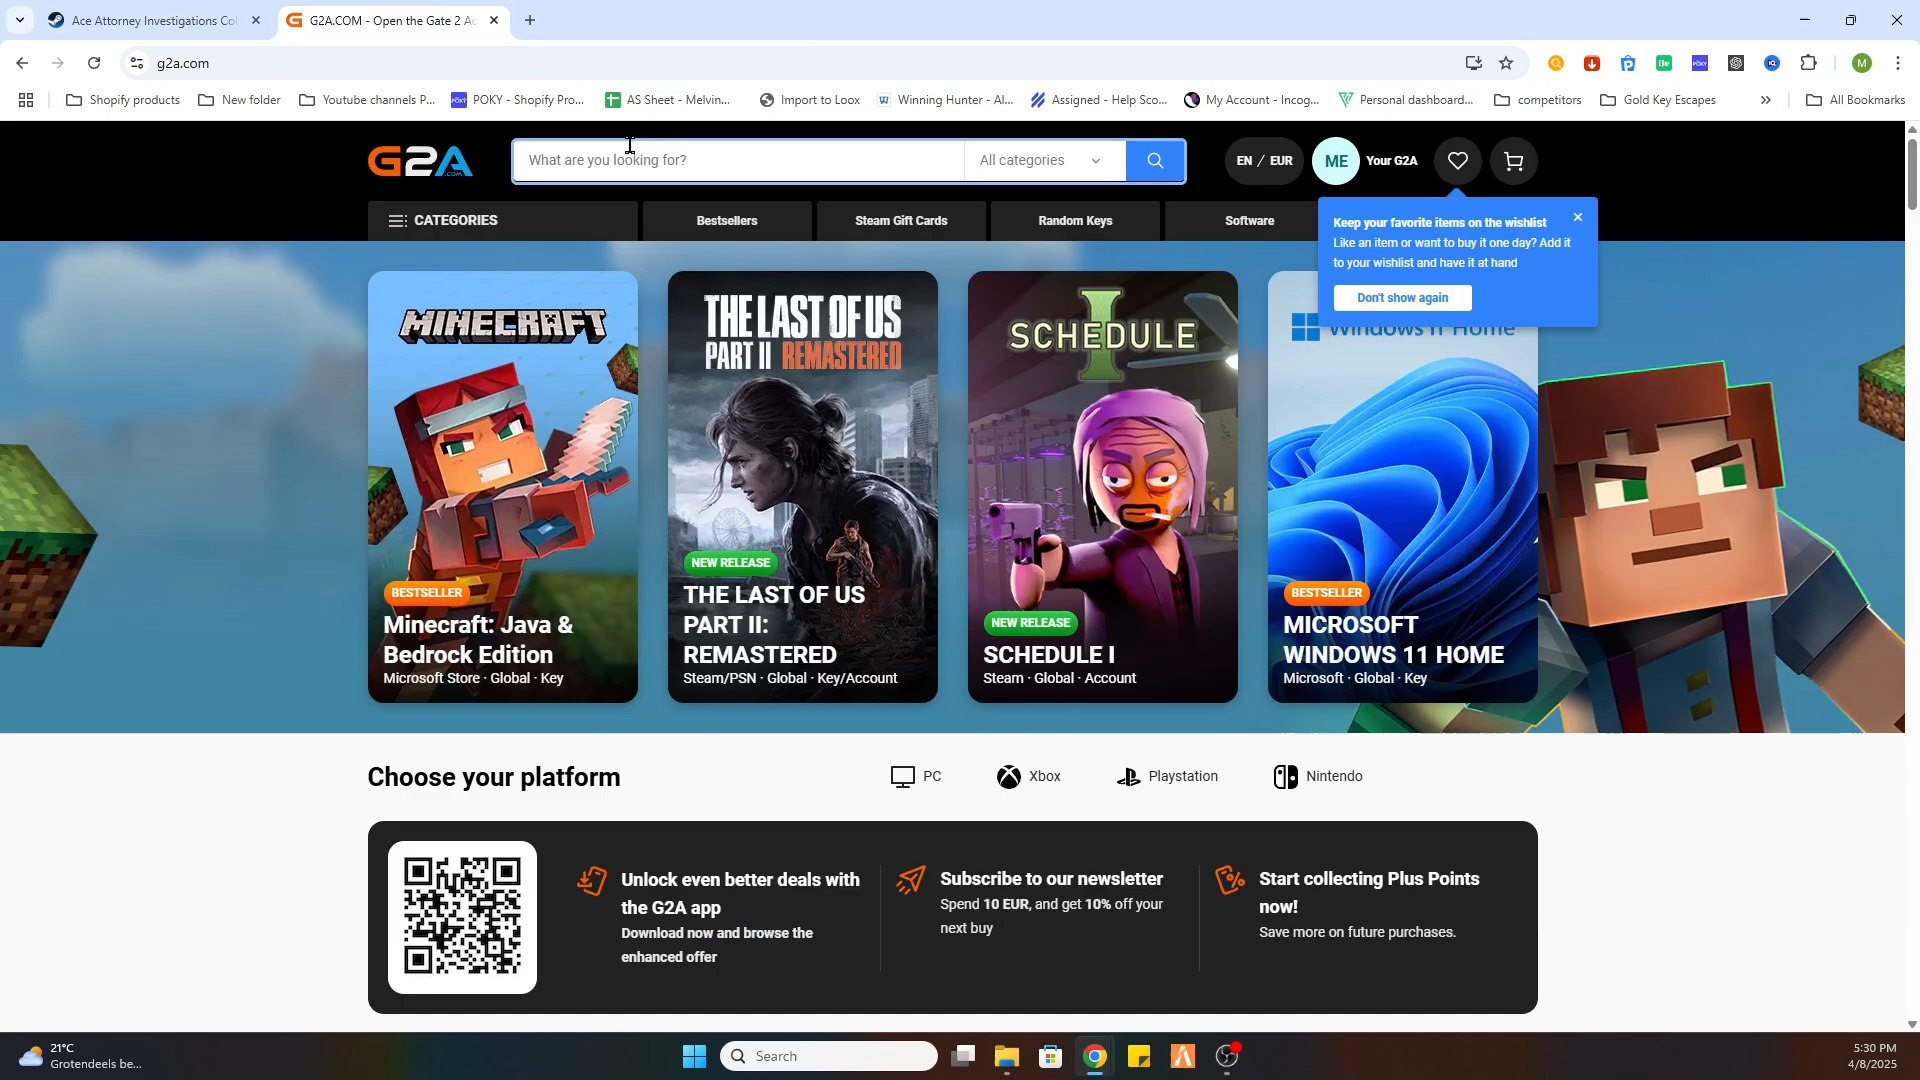 Ace Attorney Investigations Col
G2A.COM - Open the Gate 2 Ac
g2a.com
M
Shopify products
New folder
Youtube channels P...
POKY - Shopify Pro...
AS Sheet - Melvin...
Import to Loox
Winning Hunter - Al...
Assigned - Help Sco...
My Account - Incog...
Personal dashboard...
competitors
Gold Key Escapes
All Bookmarks
G2A.COM
What are you looking for?
All categories
EN / EUR
ME
Your G2A
CATEGORIES
Bestsellers
Steam Gift Cards
Random Keys
Software
Keep your favorite items on the wishlist
Like an item or want to buy it one day? Add it
to your wishlist and have it at hand
Don't show again
MINECRAFT
BESTSELLER
Minecraft: Java &
Bedrock Edition
Microsoft Store · Global · Key
THE LAST OF US
PART II REMASTERED
NEW RELEASE
THE LAST OF US
PART II:
REMASTERED
Steam/PSN · Global · Key/Account
SCHEDULE I
NEW RELEASE
SCHEDULE I
Steam · Global · Account
Windows 11 Home
BESTSELLER
MICROSOFT
WINDOWS 11 HOME
Microsoft · Global · Key
Choose your platform
PC
Xbox
Playstation
Nintendo
Unlock even better deals with
the G2A app
Download now and browse the
enhanced offer
Subscribe to our newsletter
Spend 10 EUR, and get 10% off your
next buy
Start collecting Plus Points
now!
Save more on future purchases.
21°C
Grotendeels be...
Search
5:30 PM
4/8/2025